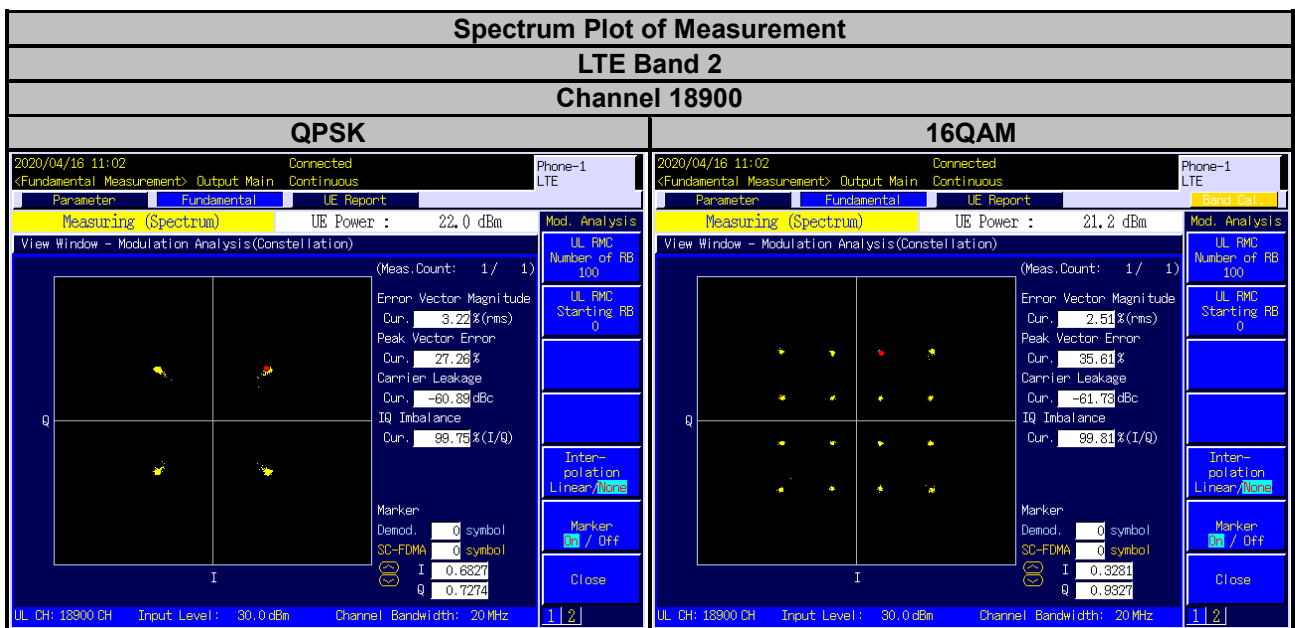 Spectrum Plot of Measurement
LTE Band 2
Channel 18900
QPSK
2020/04/16 11:02 Connected Phone-1
<Fundamental Measurement> Output Main Continuous LTE
Parameter Fundamental UE Report
Measuring (Spectrum) UE Power : 22.0 dBm Mod. Analysis
View Window - Modulation Analysis(Constellation)
UL RMC
Number of RB
100
(Meas.Count: 1/ 1)
UL RMC
Starting RB
0
Error Vector Magnitude
Cur. 3.22 %(rms)
Peak Vector Error
Cur. 27.26 %
Carrier Leakage
Cur. -60.89 dBc
IQ Imbalance
Cur. 99.75 %(I/Q)
Q
I
Inter-
polation
Linear/None
Marker
Demod. 0 symbol
SC-FDMA 0 symbol
I 0.6827
Q 0.7274
Marker
On / Off
Close
UL CH: 18900 CH Input Level: 30.0 dBm Channel Bandwidth: 20 MHz 1 2
16QAM
2020/04/16 11:02 Connected Phone-1
<Fundamental Measurement> Output Main Continuous LTE
Parameter Fundamental UE Report Band Cal.
Measuring (Spectrum) UE Power : 21.2 dBm Mod. Analysis
View Window - Modulation Analysis(Constellation)
UL RMC
Number of RB
100
(Meas.Count: 1/ 1)
UL RMC
Starting RB
0
Error Vector Magnitude
Cur. 2.51 %(rms)
Peak Vector Error
Cur. 35.61 %
Carrier Leakage
Cur. -61.73 dBc
IQ Imbalance
Cur. 99.81 %(I/Q)
Q
I
Inter-
polation
Linear/None
Marker
Demod. 0 symbol
SC-FDMA 0 symbol
I 0.3281
Q 0.9327
Marker
On / Off
Close
UL CH: 18900 CH Input Level: 30.0 dBm Channel Bandwidth: 20 MHz 1 2